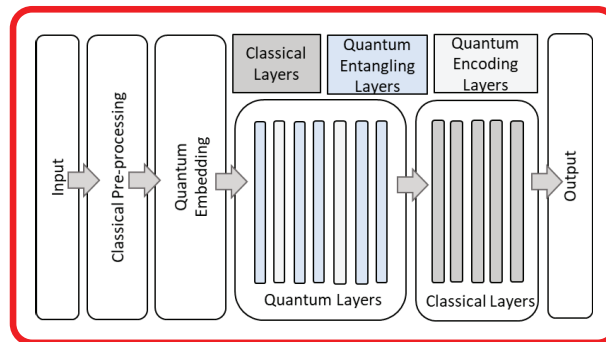 Classical
Layers
Quantum
Entangling
Layers
Quantum
Encoding
Layers
Input
Classical Pre-processing
Quantum
Embedding
Quantum Layers
Classical Layers
Output